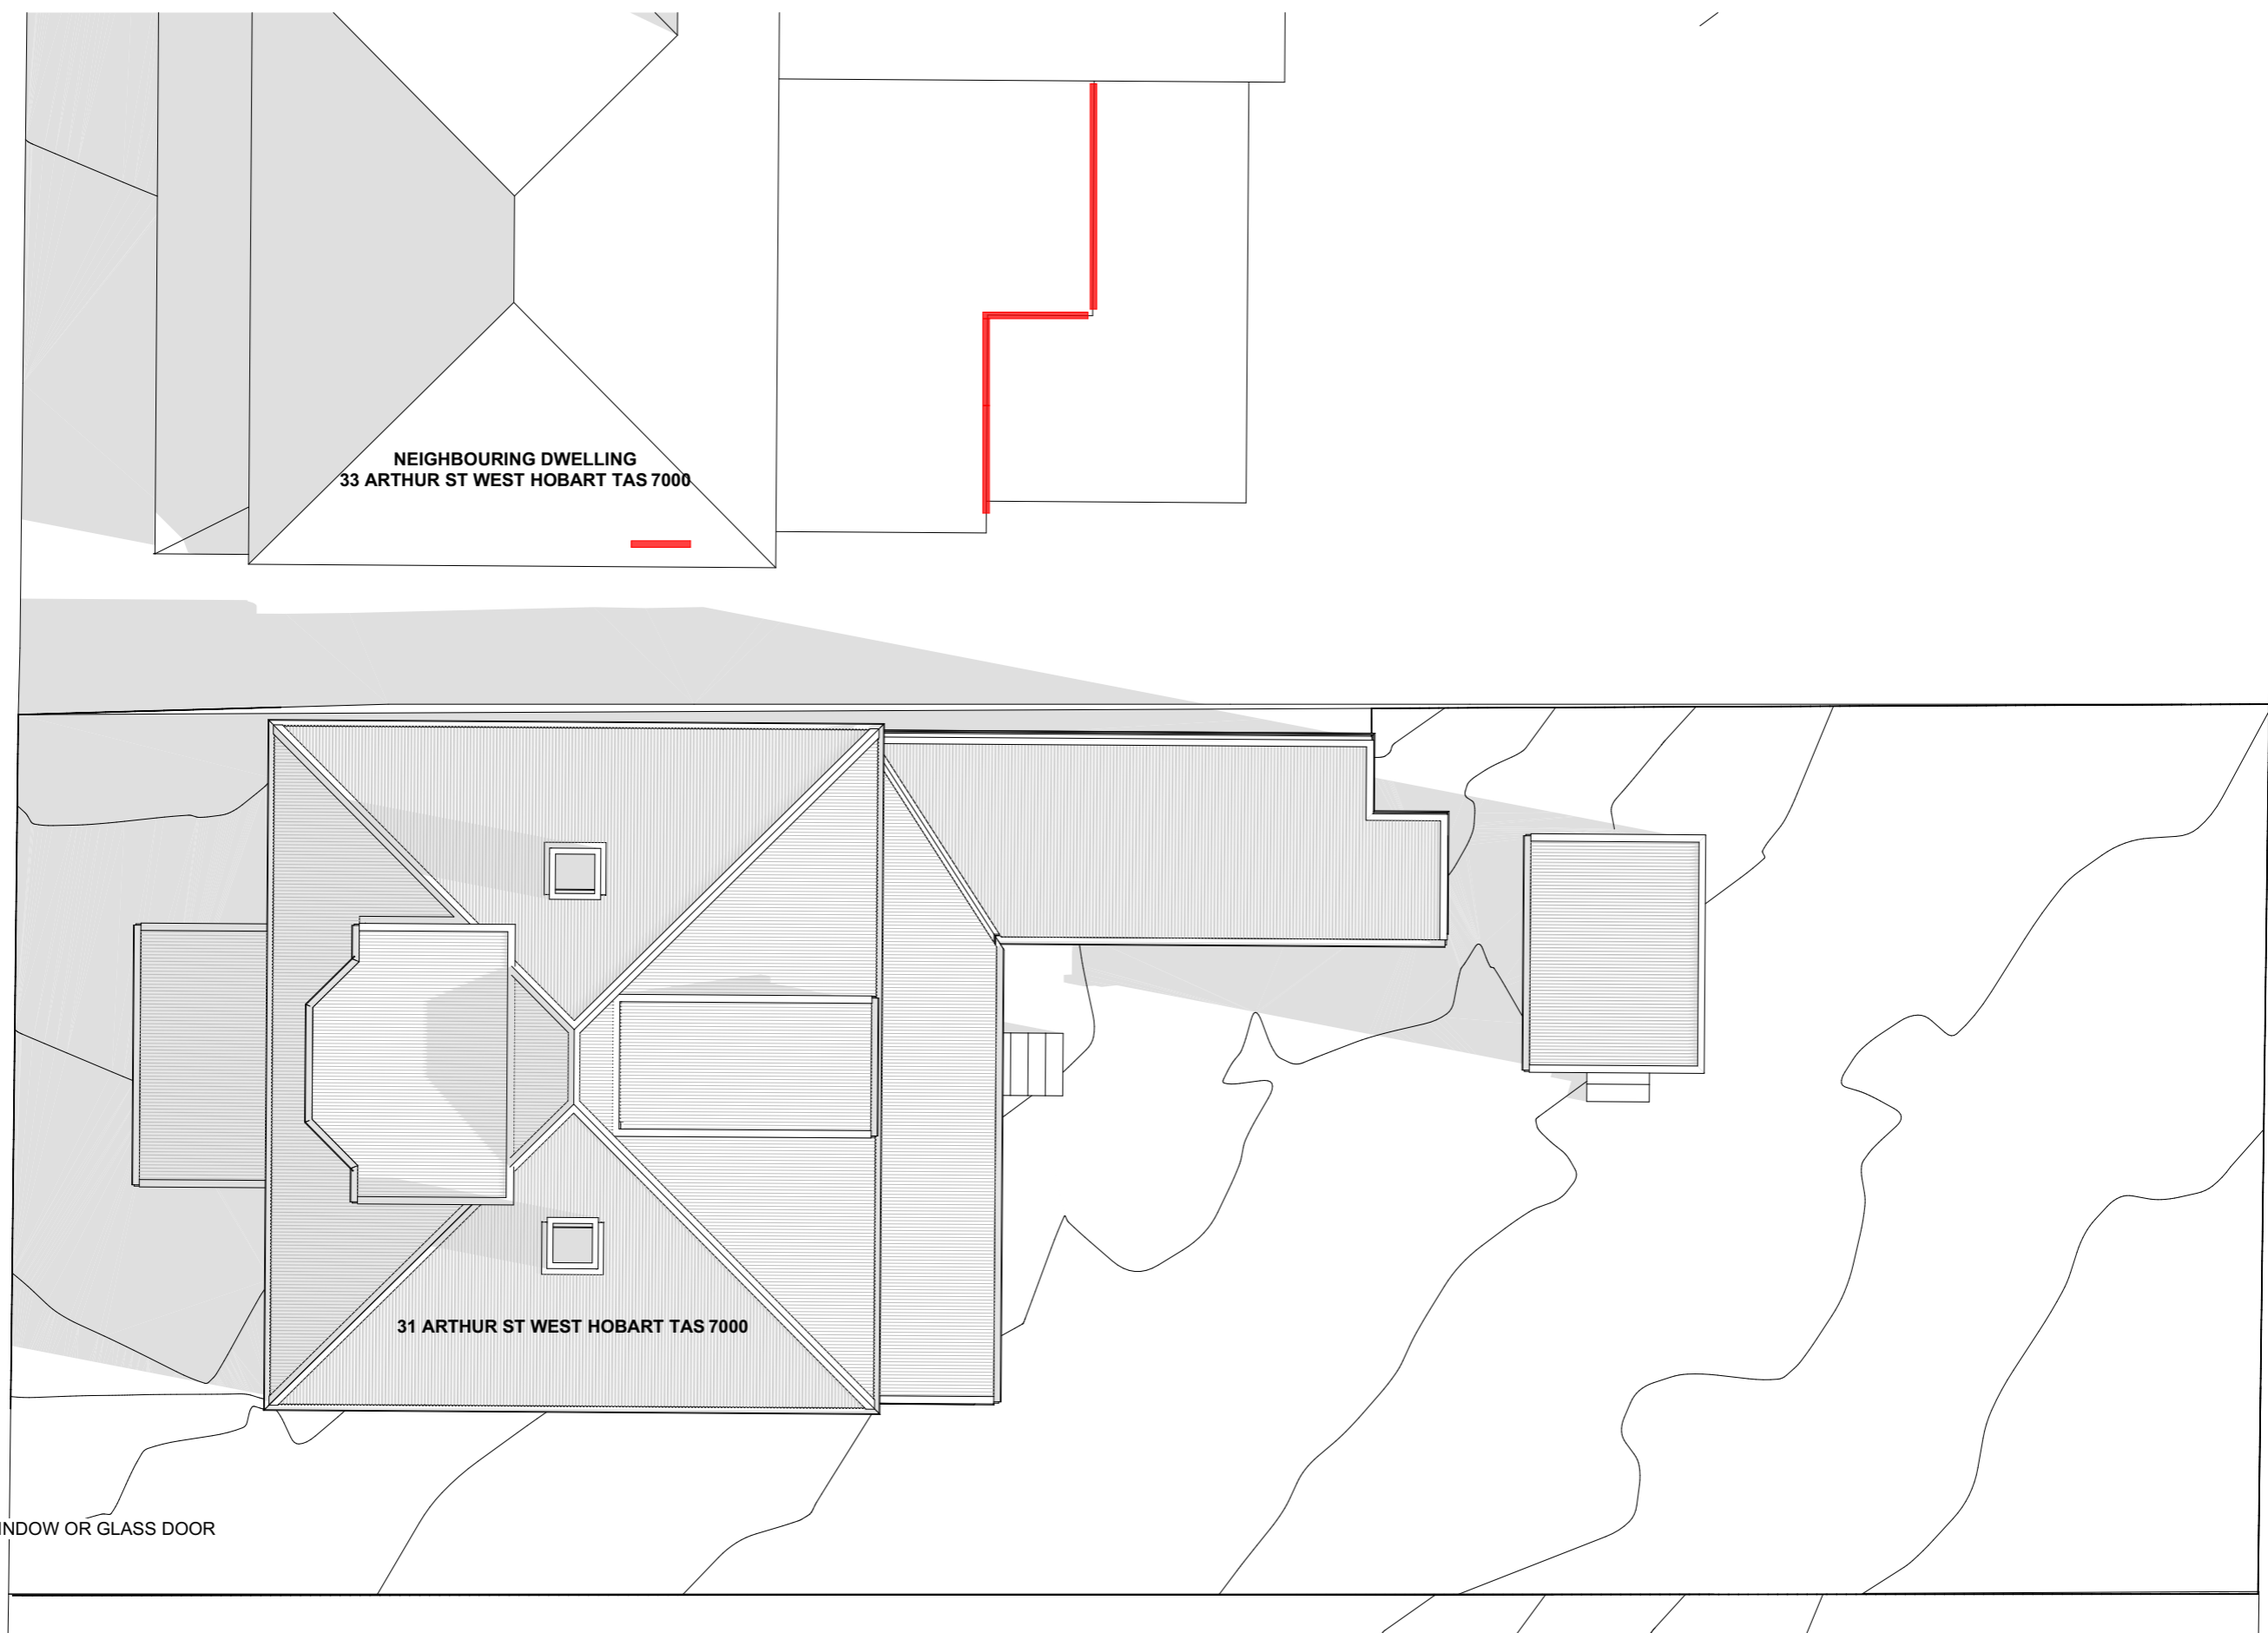 NEIGHBOURING DWELLING
33 ARTHUR ST WEST HOBART TAS 7000
31 ARTHUR ST WEST HOBART TAS 7000
OR GLASS DOOR